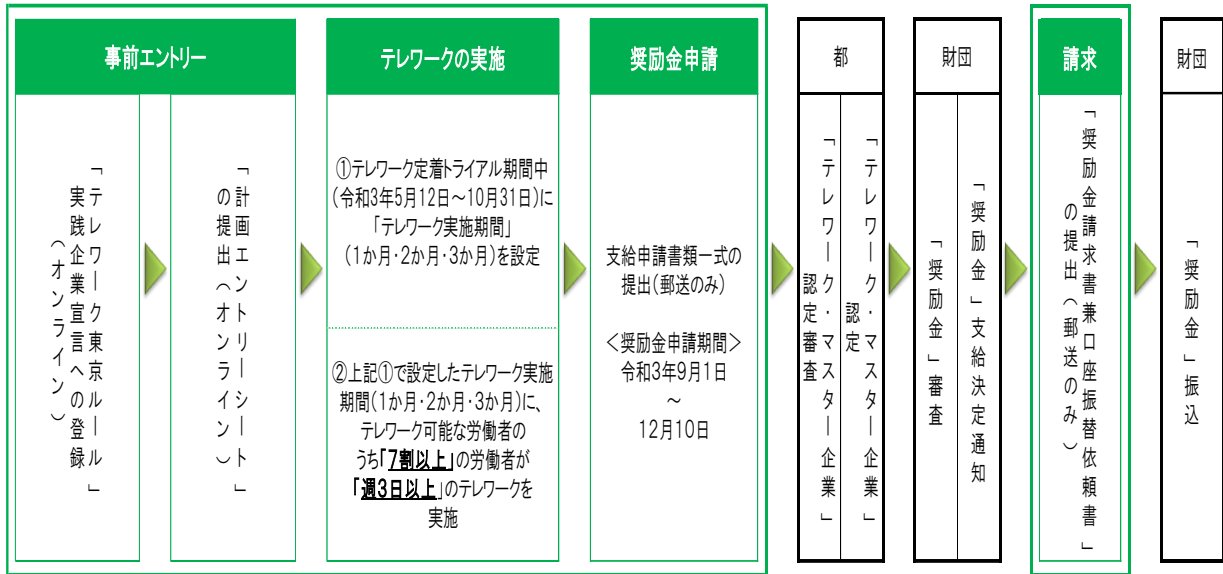 事前エントリー
「テレワーク東京ルール」
実践企業宣言への登録
（オンライン）
「計画エントリーシート」
の提出（オンライン）
テレワークの実施
①テレワーク定着トライアル期間中
（令和3年5月12日～10月31日）に
「テレワーク実施期間」
（1か月・2か月・3か月）を設定
②上記①で設定したテレワーク実施
期間（1か月・2か月・3か月）に、
テレワーク可能な労働者の
うち「7割以上」の労働者が
「週3日以上」のテレワークを
実施
奨励金申請
支給申請書類一式の
提出（郵送のみ）
＜奨励金申請期間＞
令和3年9月1日
～
12月10日
都
「テレワーク・マスター企業」
認定審査
「テレワーク・マスター企業」
認定
財団
「奨励金」審査
「奨励金」支給決定通知
請求
「奨励金請求書兼口座振替依頼書」
の提出（郵送のみ）
財団
「奨励金」振込